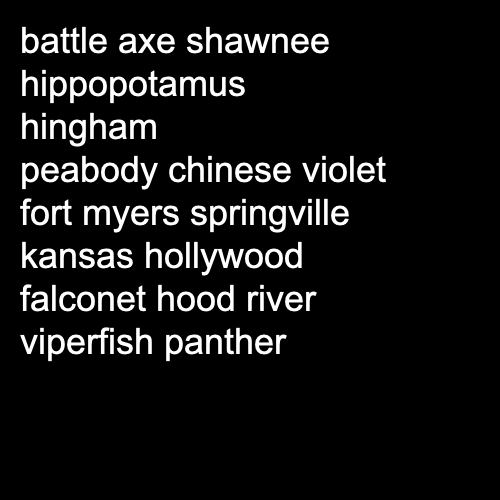 battle axe shawnee
hippopotamus
hingham
peabody chinese violet
fort myers springville
kansas hollywood
falconet hood river
viperfish panther